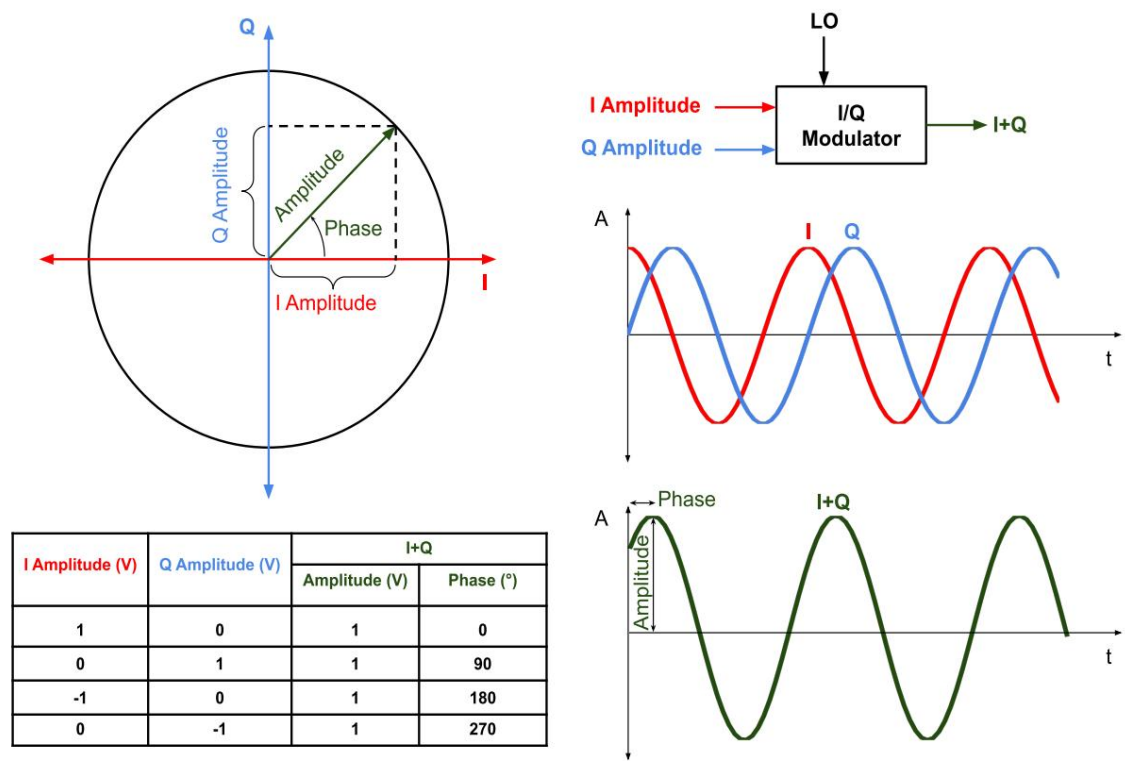 Q
Q Amplitude
Amplitude
Phase
I
I Amplitude
LO
I Amplitude
Q Amplitude
I/Q
Modulator
I+Q
A
I
Q
t
Phase
I+Q
A
Amplitude
t
I Amplitude (V) Q Amplitude (V) I+Q
Amplitude (V) Phase (°)
1 0 1 0
0 1 1 90
-1 0 1 180
0 -1 1 270